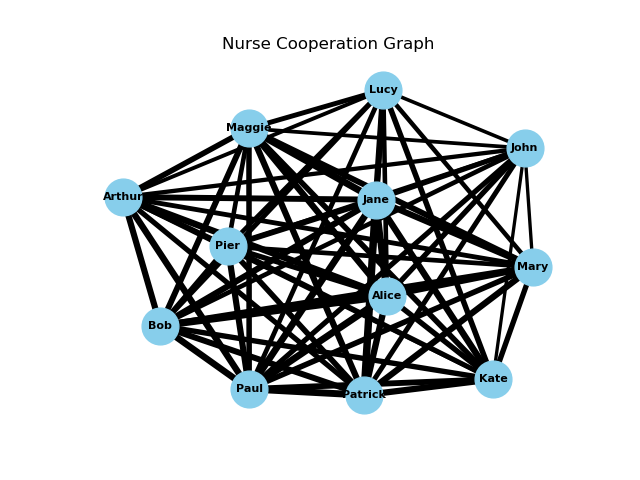 Nurse Cooperation Graph
Lucy
Maggie
John
Arthur
Jane
Pier
Mary
Alice
Bob
Kate
Paul
Patrick